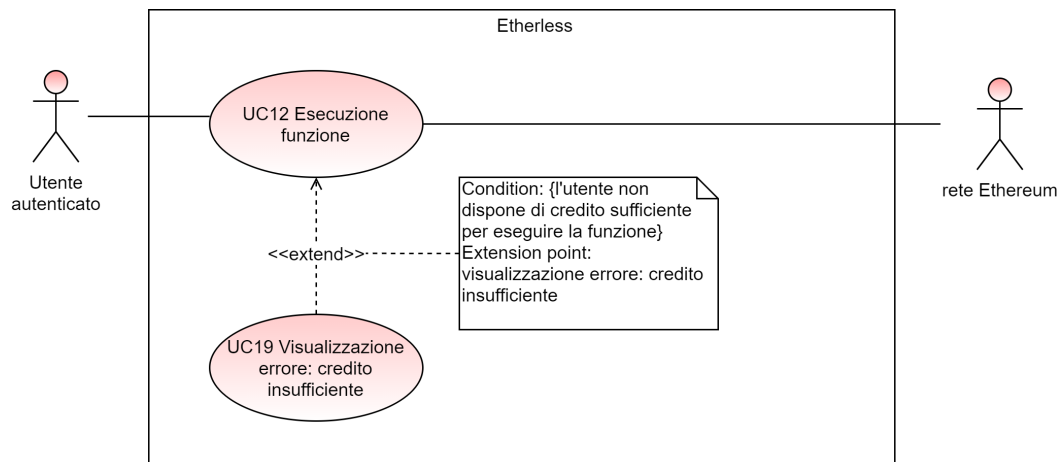 Etherless
UC12 Esecuzione
funzione
Utente
autenticato
rete Ethereum
Condition: {l'utente non
dispone di credito sufficiente
per eseguire la funzione}
Extension point:
visualizzazione errore: credito
insufficiente
<<extend>>
UC19 Visualizzazione
errore: credito
insufficiente